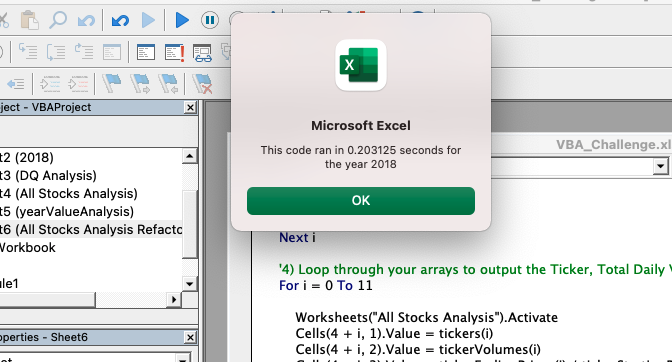 ject - VBAProject
t2 (2018)
t3 (DQ Analysis)
t4 (All Stocks Analysis)
t5 (yearValueAnalysis)
t6 (All Stocks Analysis Refacto
Workbook
ule1
operties - Sheet6
X
Microsoft Excel
This code ran in 0.203125 seconds for
the year 2018
OK
VBA_Challenge.xl
Next i
'4) Loop through your arrays to output the Ticker, Total Daily V
For i = 0 To 11
Worksheets("All Stocks Analysis").Activate
Cells(4 + i, 1).Value = tickers(i)
Cells(4 + i, 2).Value = tickerVolumes(i)